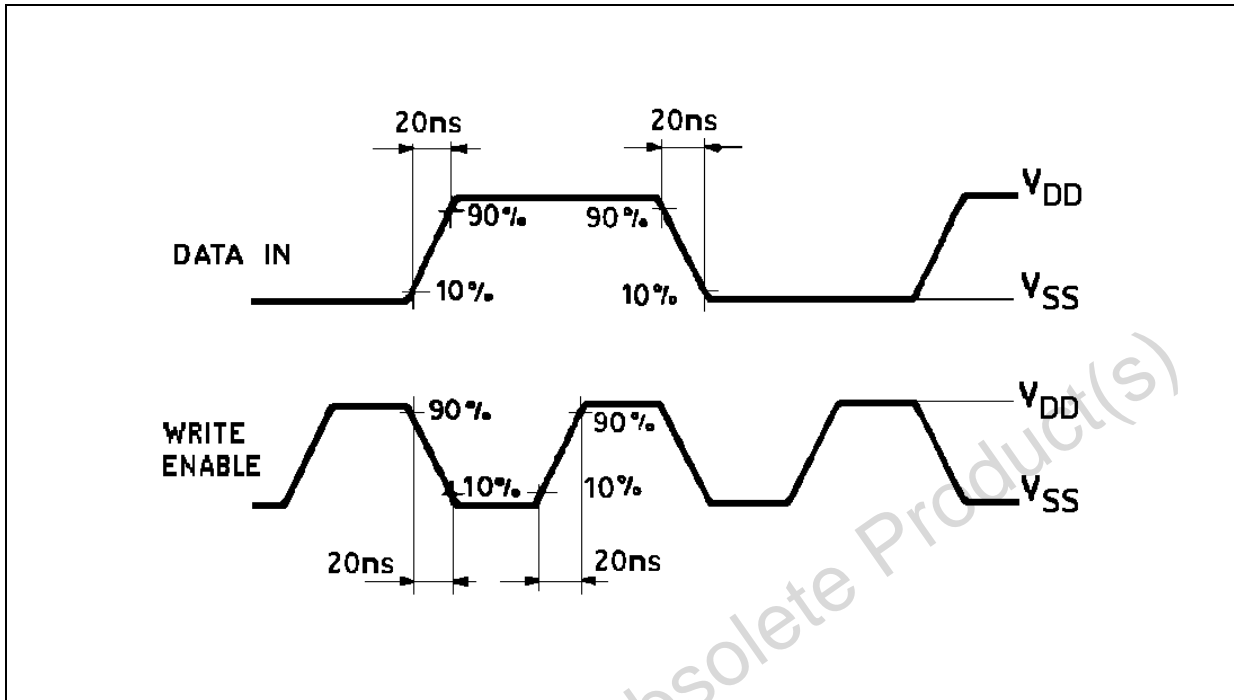 20ns 20ns
VDD
90% 90%
DATA IN
10% 10%
VSS
VDD
90% 90%
WRITE
ENABLE
10% 10%
VSS
20ns 20ns
bsolete Product(s)